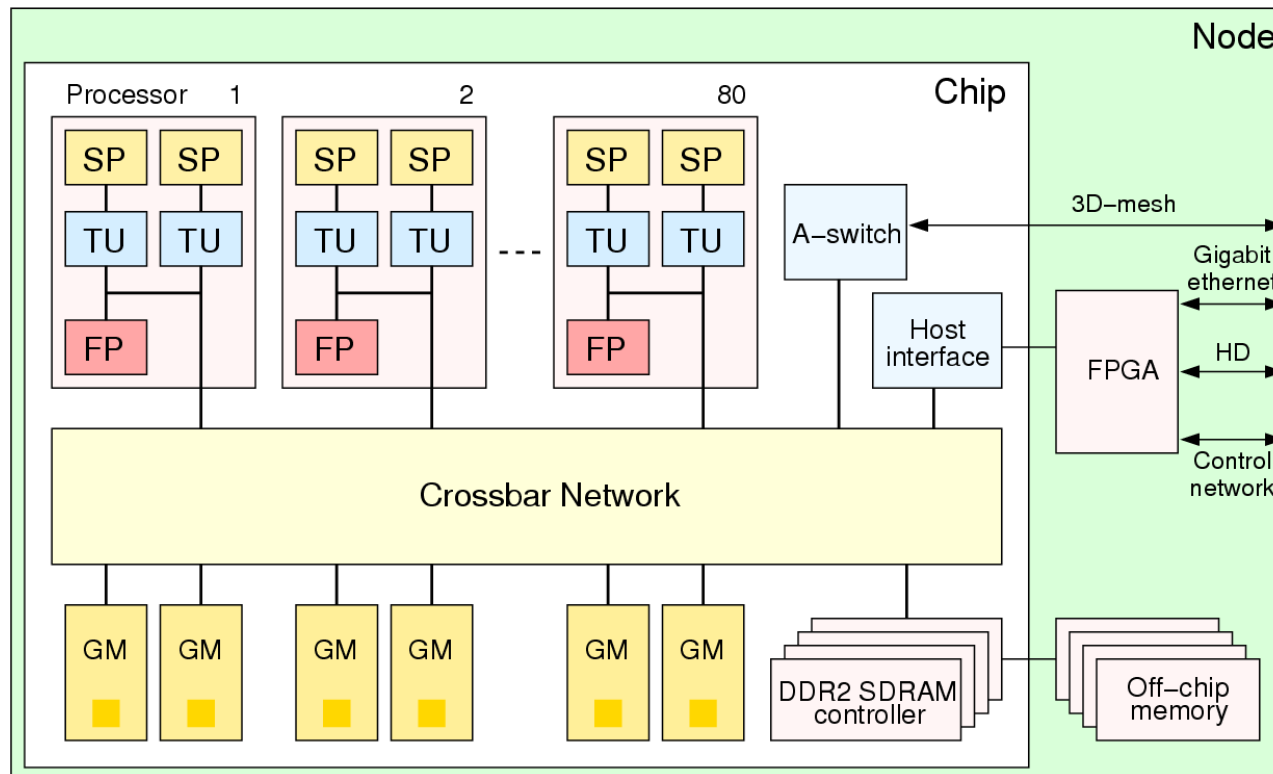 Node
Chip
Processor 1 2 80
SP SP SP SP SP SP
TU TU TU TU TU TU
FP FP FP
A–switch
3D–mesh
Host
interface
FPGA
Gigabit
ethernet
HD
Control
network
Crossbar Network
GM GM GM GM GM GM
DDR2 SDRAM
controller
Off–chip
memory